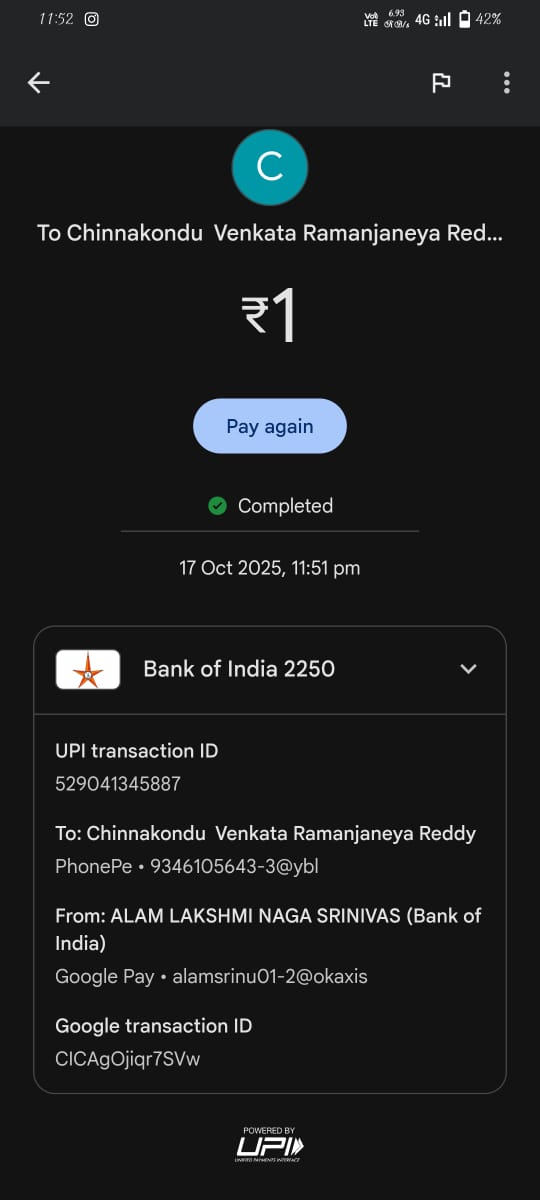 11:52
Vo) LTE 6.93 KB/s 4G 42%
C
To Chinnakondu Venkata Ramanjaneya Red...
₹1
Pay again
Completed
17 Oct 2025, 11:51 pm
Bank of India 2250
UPI transaction ID
529041345887
To: Chinnakondu Venkata Ramanjaneya Reddy
PhonePe • 9346105643-3@ybl
From: ALAM LAKSHMI NAGA SRINIVAS (Bank of
India)
Google Pay • alamsrinu01-2@okaxis
Google transaction ID
CICAgOjiqr7SVw
POWERED BY
UPI
UNIFIED PAYMENTS INTERFACE